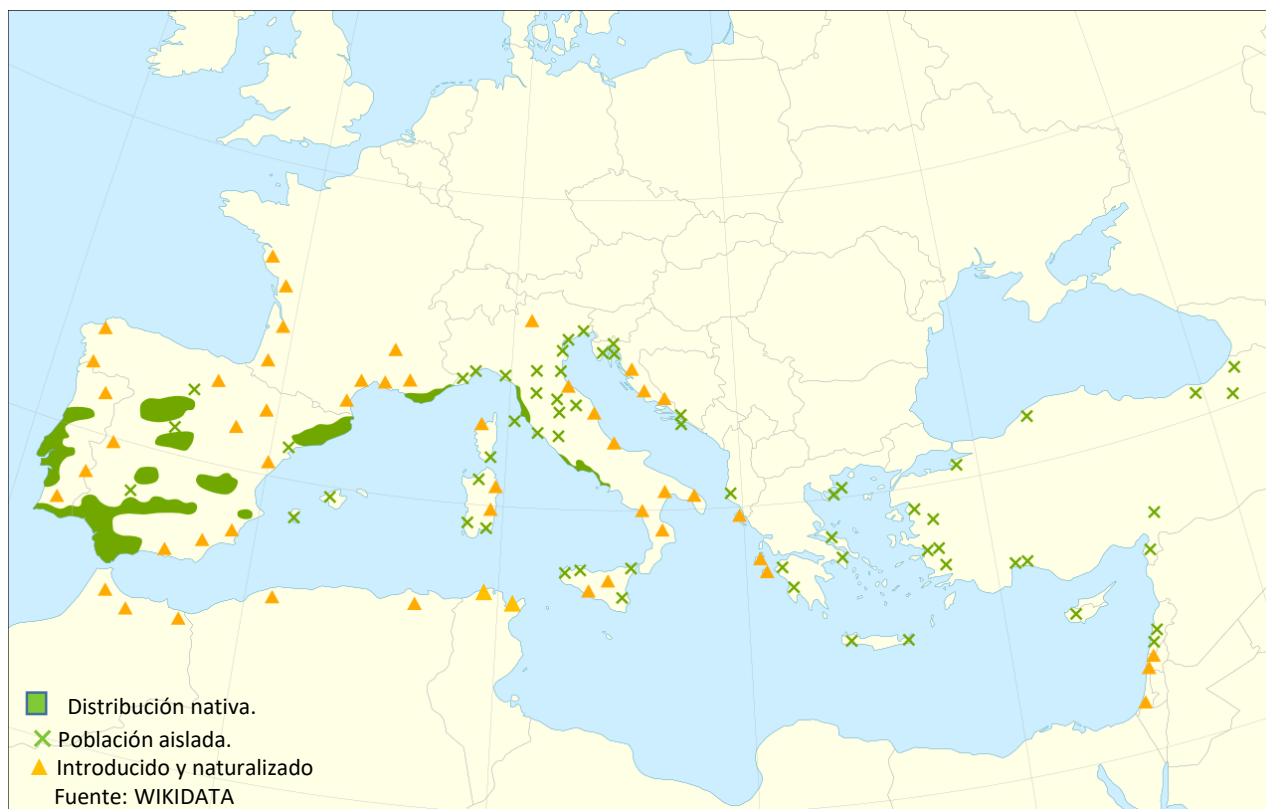 Distribución nativa.
Población aislada.
Introducido y naturalizado
Fuente: WIKIDATA